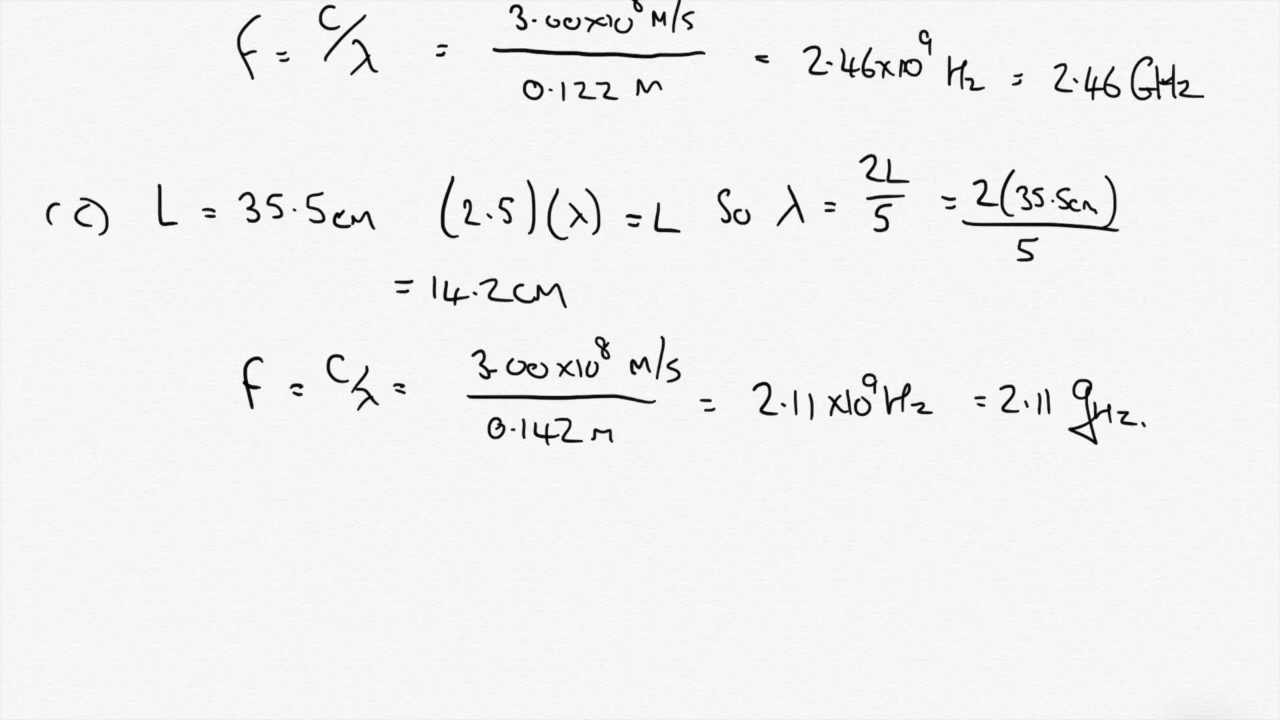 f = C/λ = 3.00×10⁸ M/S / 0.122 M = 2.46×10⁹ Hz = 2.46 GHz
(c) L = 35.5cm (2.5)(λ) = L So λ = 2L/5 = 2(35.5cm)/5
= 14.2cm
f = C/λ = 3.00×10⁸ M/S / 0.142 M = 2.11×10⁹ Hz = 2.11 gHz.